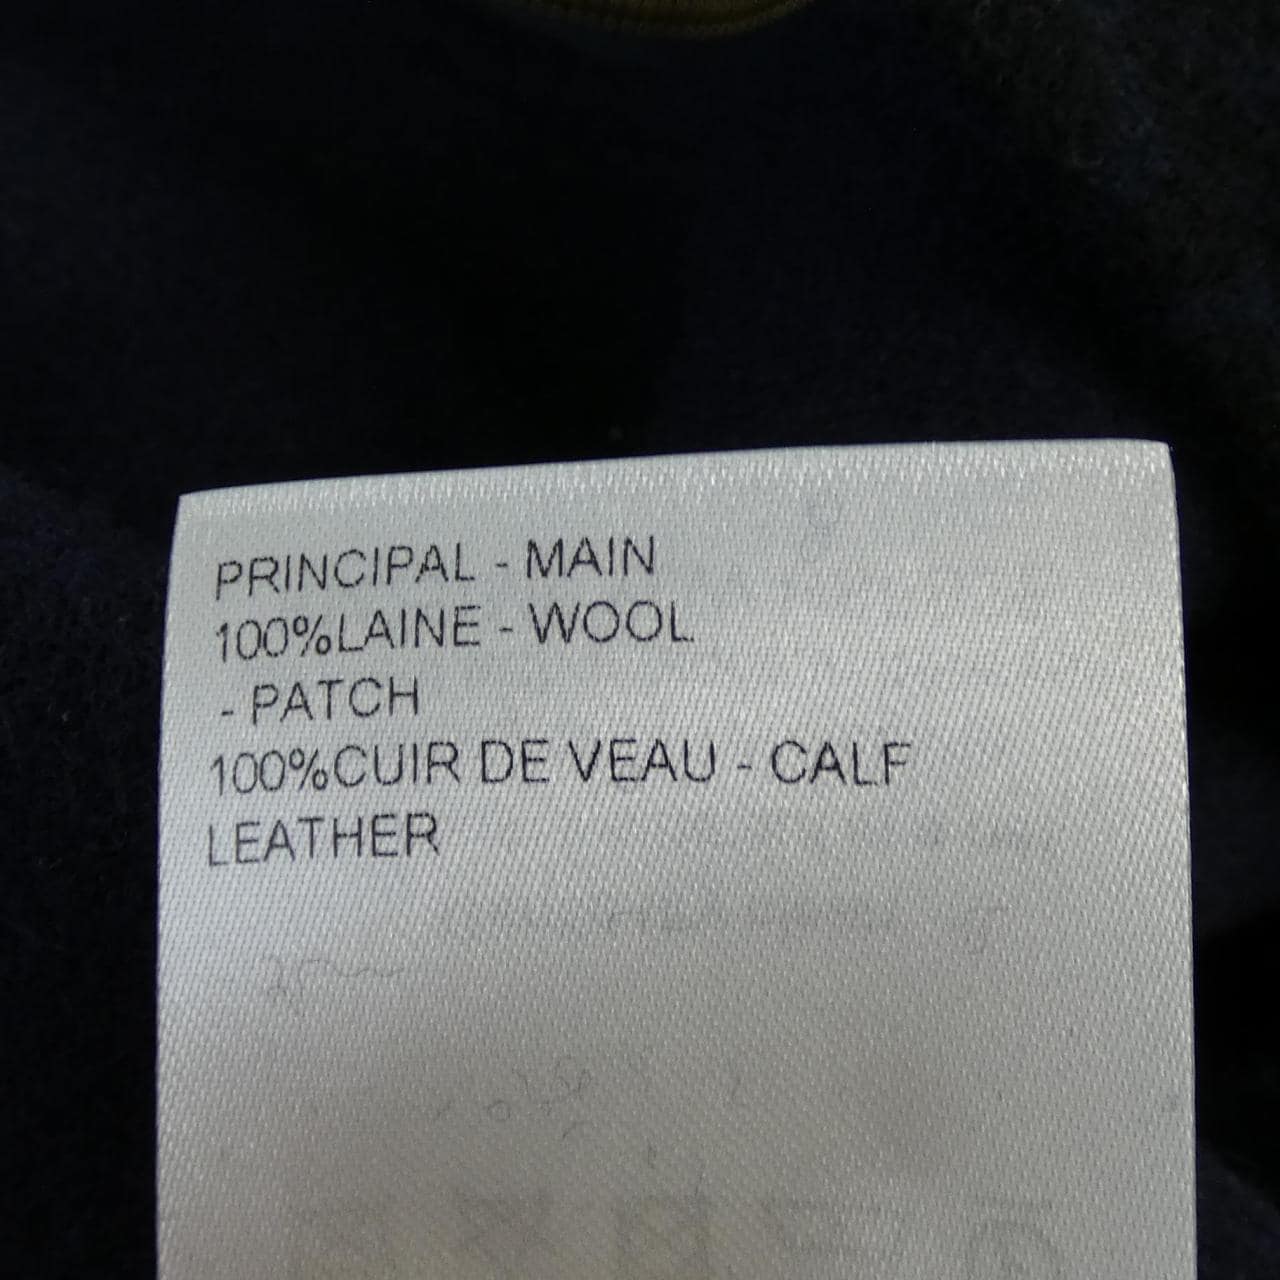 PRINCIPAL - MAIN
100%LAINE - WOOL
- PATCH
100%CUIR DE VEAU - CALF
LEATHER